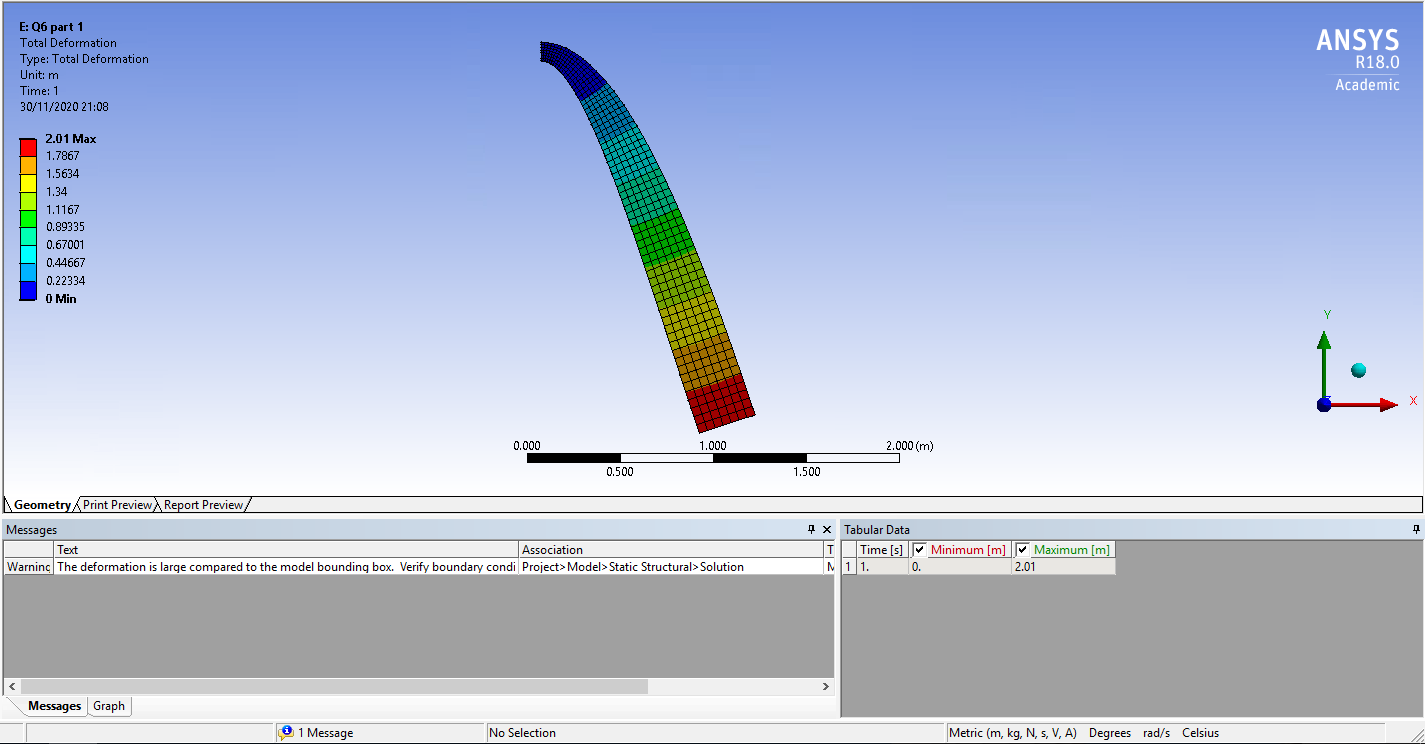 E: Q6 part 1
Total Deformation
Type: Total Deformation
Unit: m
Time: 1
30/11/2020 21:08
2.01 Max
1.7867
1.5634
1.34
1.1167
0.89335
0.67001
0.44667
0.22334
0 Min
ANSYS
R18.0
Academic
Y
X
0.000 1.000 2.000 (m)
0.500 1.500
Geometry Print Preview Report Preview
Messages
Text Association T
Warning The deformation is large compared to the model bounding box. Verify boundary condi Project>Model>Static Structural>Solution M
Messages Graph
Tabular Data
Time [s] Minimum [m] Maximum [m]
1 1. 0. 2.01
1 Message No Selection Metric (m, kg, N, s, V, A) Degrees rad/s Celsius